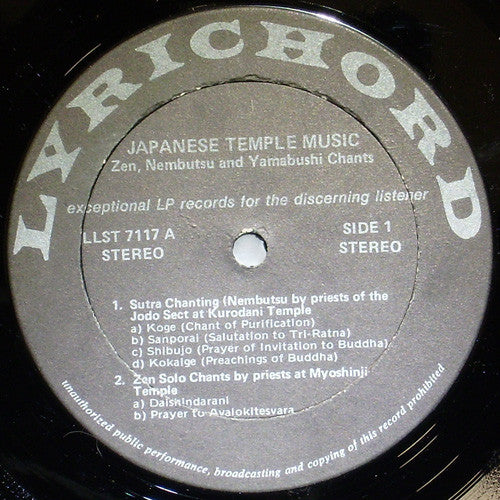 LYRICHORD
JAPANESE TEMPLE MUSIC
Zen, Nembutsu and Yamabushi Chants
exceptional LP records for the discerning listener
LLST 7117 A
STEREO
SIDE 1
STEREO
1. Sutra Chanting (Nembutsu by priests of the
Jodo Sect at Kurodani Temple
a) Koge (Chant of Purification)
b) Sanporai (Salutation to Tri-Ratna)
c) Shibujo (Prayer of Invitation to Buddha)
d) Kokaige (Preachings of Buddha)
2. Zen Solo Chants by priests at Myoshinji
Temple
a) Daishindarani
b) Prayer to Avalokitesvara
unauthorized public performance, broadcasting and copying of this record prohibited